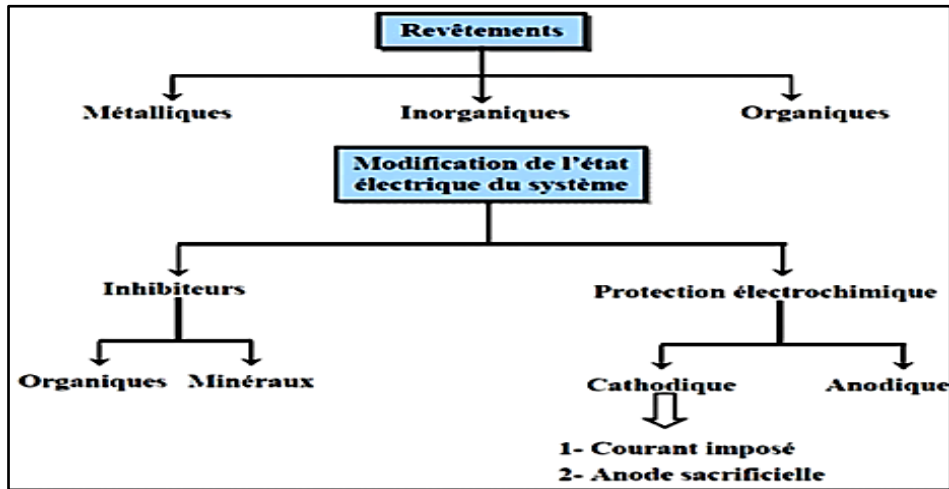 Revêtements
Métalliques Inorganiques Organiques
Modification de l'état
électrique du système
Inhibiteurs Protection électrochimique
Organiques Minéraux Cathodique Anodique
1- Courant imposé
2- Anode sacrificielle